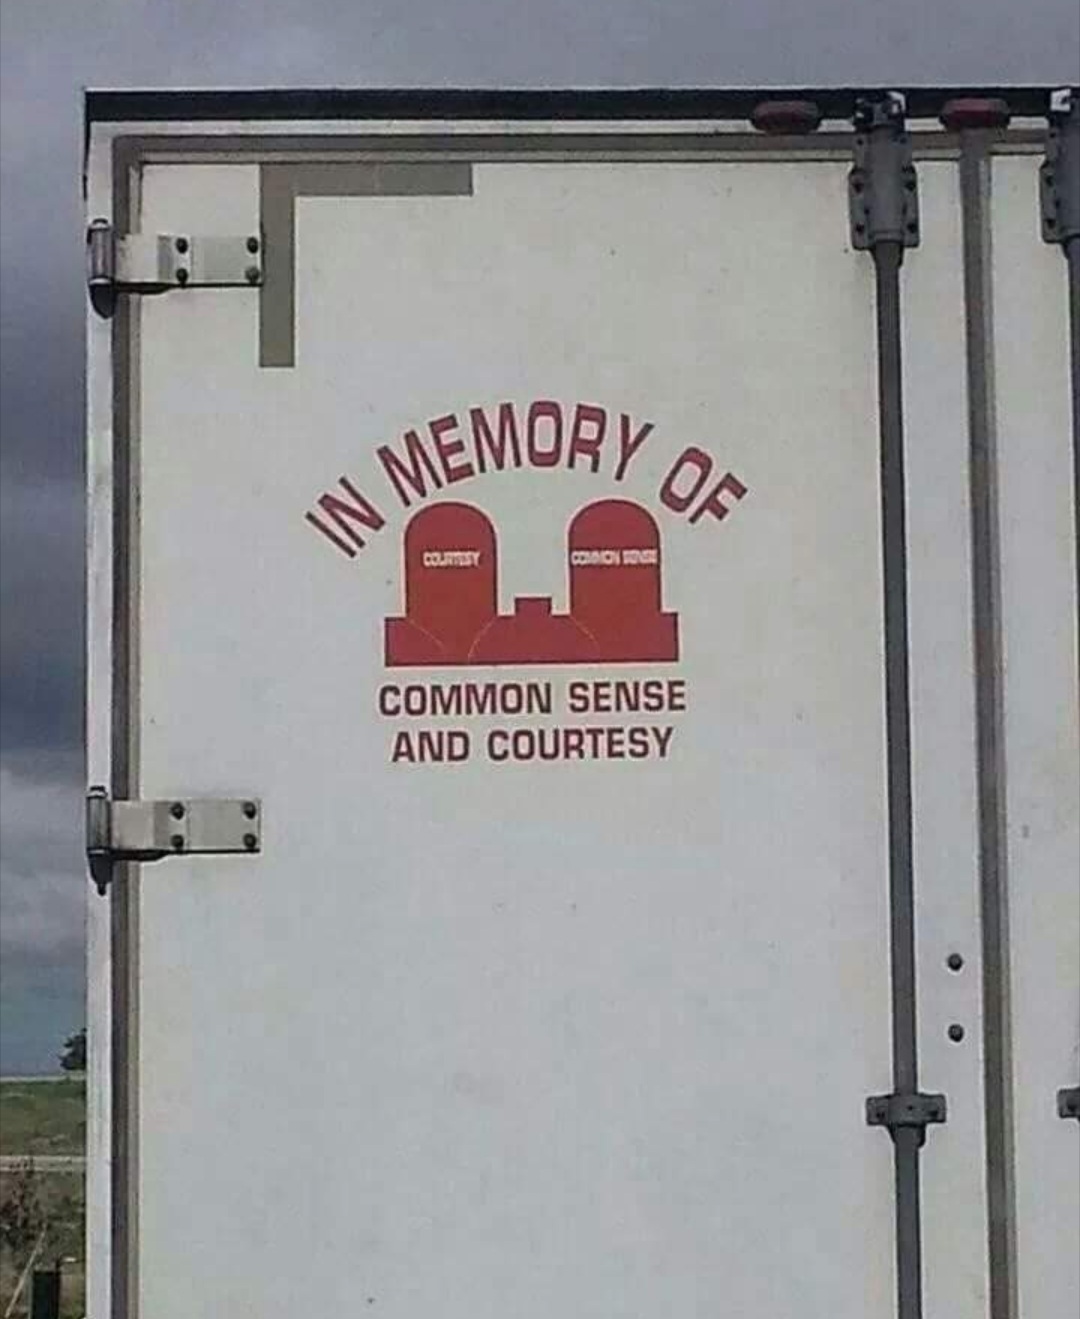 IN MEMORY OF
COURTESY COMMON SENSE
COMMON SENSE
AND COURTESY